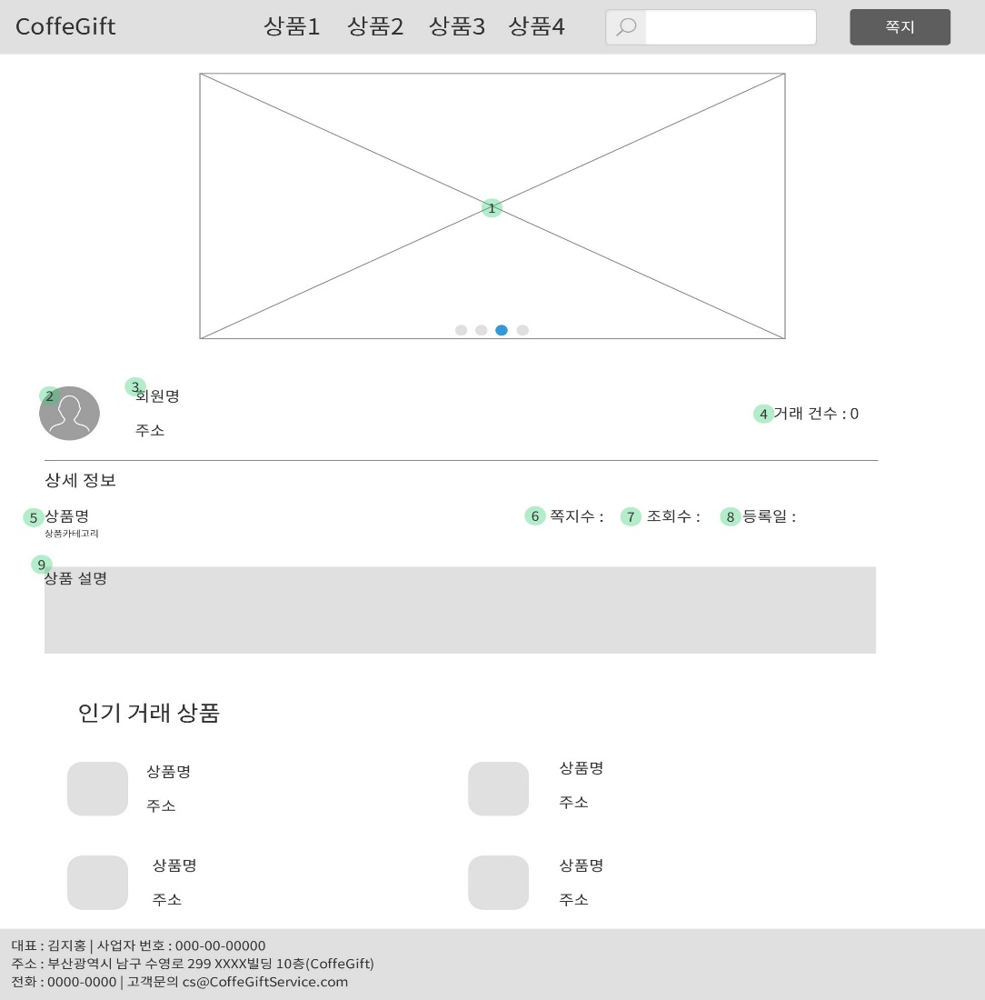 CoffeGift 상품1 상품2 상품3 상품4 쪽지
1
2 3 회원명
주소
4 거래 건수 : 0
상세 정보
5 상품명 6 쪽지수 : 7 조회수 : 8 등록일 :
상품카테고리
9
상품 설명
인기 거래 상품
상품명
주소
상품명
주소
상품명
주소
상품명
주소
대표 : 김지홍 | 사업자 번호 : 000-00-00000
주소 : 부산광역시 남구 수영로 299 XXXX빌딩 10층(CoffeGift)
전화 : 0000-0000 | 고객문의 cs@CoffeGiftService.com